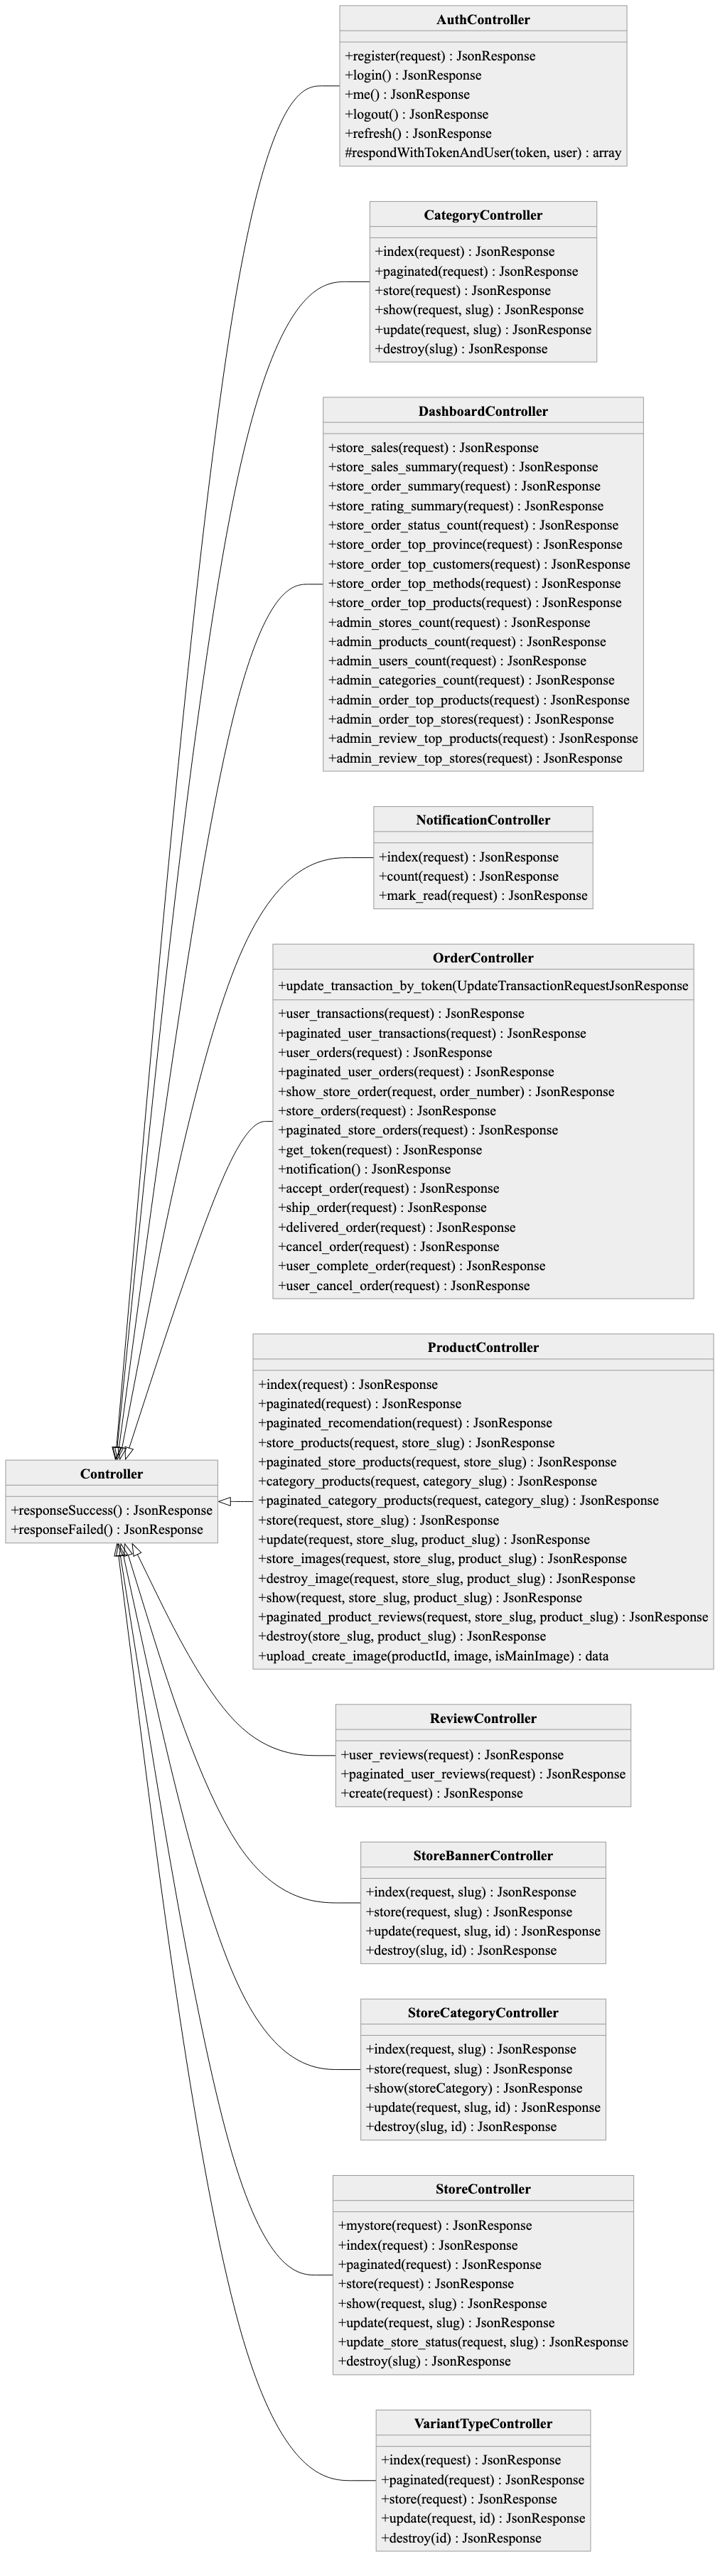 AuthController
+register(request) : JsonResponse
+login() : JsonResponse
+me() : JsonResponse
+logout() : JsonResponse
+refresh() : JsonResponse
#respondWithTokenAndUser(token, user) : array
CategoryController
+index(request) : JsonResponse
+paginated(request) : JsonResponse
+store(request) : JsonResponse
+show(request, slug) : JsonResponse
+update(request, slug) : JsonResponse
+destroy(slug) : JsonResponse
DashboardController
+store_sales(request) : JsonResponse
+store_sales_summary(request) : JsonResponse
+store_order_summary(request) : JsonResponse
+store_rating_summary(request) : JsonResponse
+store_order_status_count(request) : JsonResponse
+store_order_top_province(request) : JsonResponse
+store_order_top_customers(request) : JsonResponse
+store_order_top_methods(request) : JsonResponse
+store_order_top_products(request) : JsonResponse
+admin_stores_count(request) : JsonResponse
+admin_products_count(request) : JsonResponse
+admin_users_count(request) : JsonResponse
+admin_categories_count(request) : JsonResponse
+admin_order_top_products(request) : JsonResponse
+admin_order_top_stores(request) : JsonResponse
+admin_review_top_products(request) : JsonResponse
+admin_review_top_stores(request) : JsonResponse
NotificationController
+index(request) : JsonResponse
+count(request) : JsonResponse
+mark_read(request) : JsonResponse
OrderController
+update_transaction_by_token(UpdateTransactionRequestJsonResponse
+user_transactions(request) : JsonResponse
+paginated_user_transactions(request) : JsonResponse
+user_orders(request) : JsonResponse
+paginated_user_orders(request) : JsonResponse
+show_store_order(request, order_number) : JsonResponse
+store_orders(request) : JsonResponse
+paginated_store_orders(request) : JsonResponse
+get_token(request) : JsonResponse
+notification() : JsonResponse
+accept_order(request) : JsonResponse
+ship_order(request) : JsonResponse
+delivered_order(request) : JsonResponse
+cancel_order(request) : JsonResponse
+user_complete_order(request) : JsonResponse
+user_cancel_order(request) : JsonResponse
Controller
+responseSuccess() : JsonResponse
+responseFailed() : JsonResponse
ProductController
+index(request) : JsonResponse
+paginated(request) : JsonResponse
+paginated_recomendation(request) : JsonResponse
+store_products(request, store_slug) : JsonResponse
+paginated_store_products(request, store_slug) : JsonResponse
+category_products(request, category_slug) : JsonResponse
+paginated_category_products(request, category_slug) : JsonResponse
+store(request, store_slug) : JsonResponse
+update(request, store_slug, product_slug) : JsonResponse
+store_images(request, store_slug, product_slug) : JsonResponse
+destroy_image(request, store_slug, product_slug) : JsonResponse
+show(request, store_slug, product_slug) : JsonResponse
+paginated_product_reviews(request, store_slug, product_slug) : JsonResponse
+destroy(store_slug, product_slug) : JsonResponse
+upload_create_image(productId, image, isMainImage) : data
ReviewController
+user_reviews(request) : JsonResponse
+paginated_user_reviews(request) : JsonResponse
+create(request) : JsonResponse
StoreBannerController
+index(request, slug) : JsonResponse
+store(request, slug) : JsonResponse
+update(request, slug, id) : JsonResponse
+destroy(slug, id) : JsonResponse
StoreCategoryController
+index(request, slug) : JsonResponse
+store(request, slug) : JsonResponse
+show(storeCategory) : JsonResponse
+update(request, slug, id) : JsonResponse
+destroy(slug, id) : JsonResponse
StoreController
+mystore(request) : JsonResponse
+index(request) : JsonResponse
+paginated(request) : JsonResponse
+store(request) : JsonResponse
+show(request, slug) : JsonResponse
+update(request, slug) : JsonResponse
+update_store_status(request, slug) : JsonResponse
+destroy(slug) : JsonResponse
VariantTypeController
+index(request) : JsonResponse
+paginated(request) : JsonResponse
+store(request) : JsonResponse
+update(request, id) : JsonResponse
+destroy(id) : JsonResponse